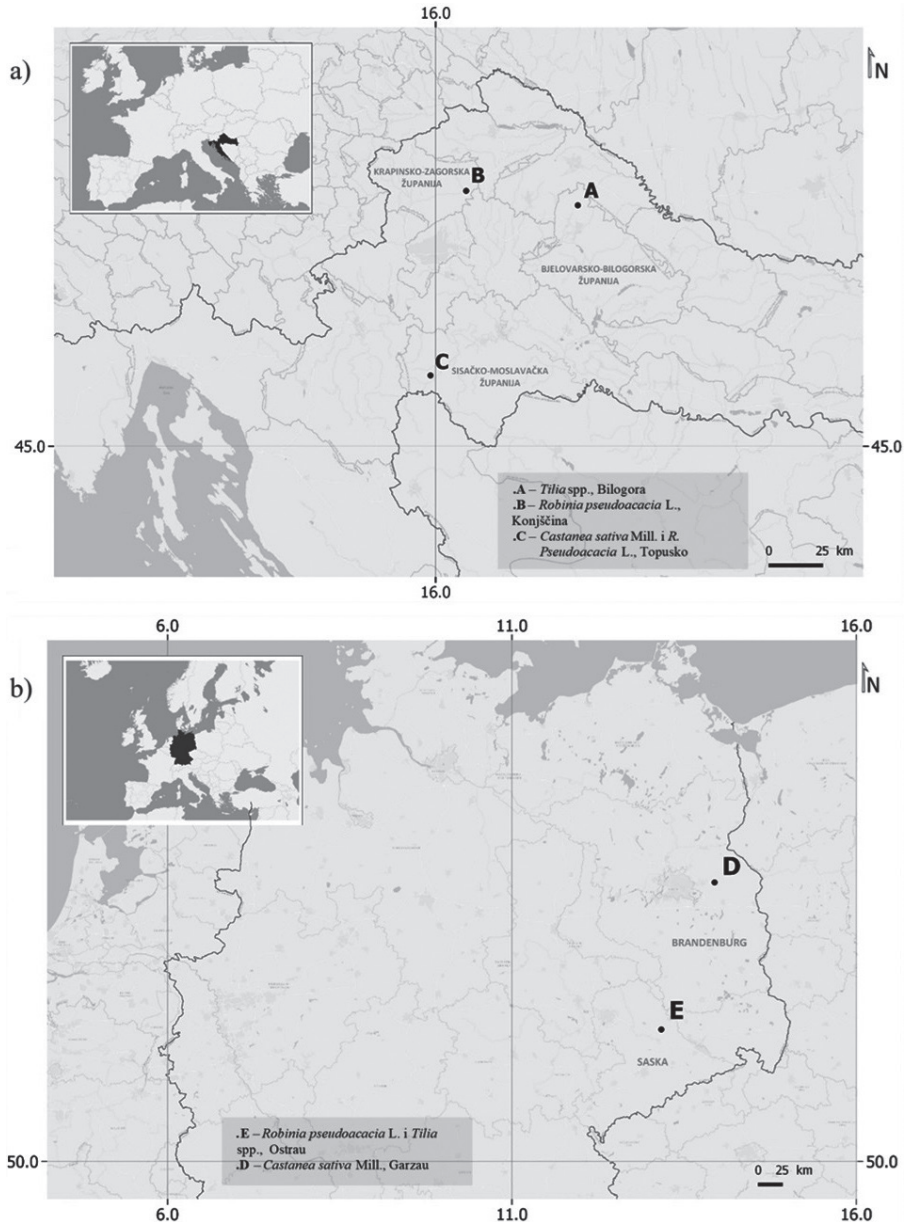 16.0
a)
N
KRAPINSKO-ZAGORSKA
ŽUPANIJA
B
A
BJELOVARSKO-BILOGORSKA
ŽUPANIJA
C
SISAČKO-MOSLAVAČKA
ŽUPANIJA
45.0
45.0
.A – Tilia spp., Bilogora
.B – Robinia pseudoacacia L.,
Konjščina
.C – Castanea sativa Mill. i R.
Pseudoacacia L., Topusko
0 25 km
16.0
6.0 11.0 16.0
b)
N
D
BRANDENBURG
E
SASKA
.E – Robinia pseudoacacia L. i Tilia
spp., Ostrau
.D – Castanea sativa Mill., Garzau
0 25 km
50.0
50.0
6.0 11.0 16.0